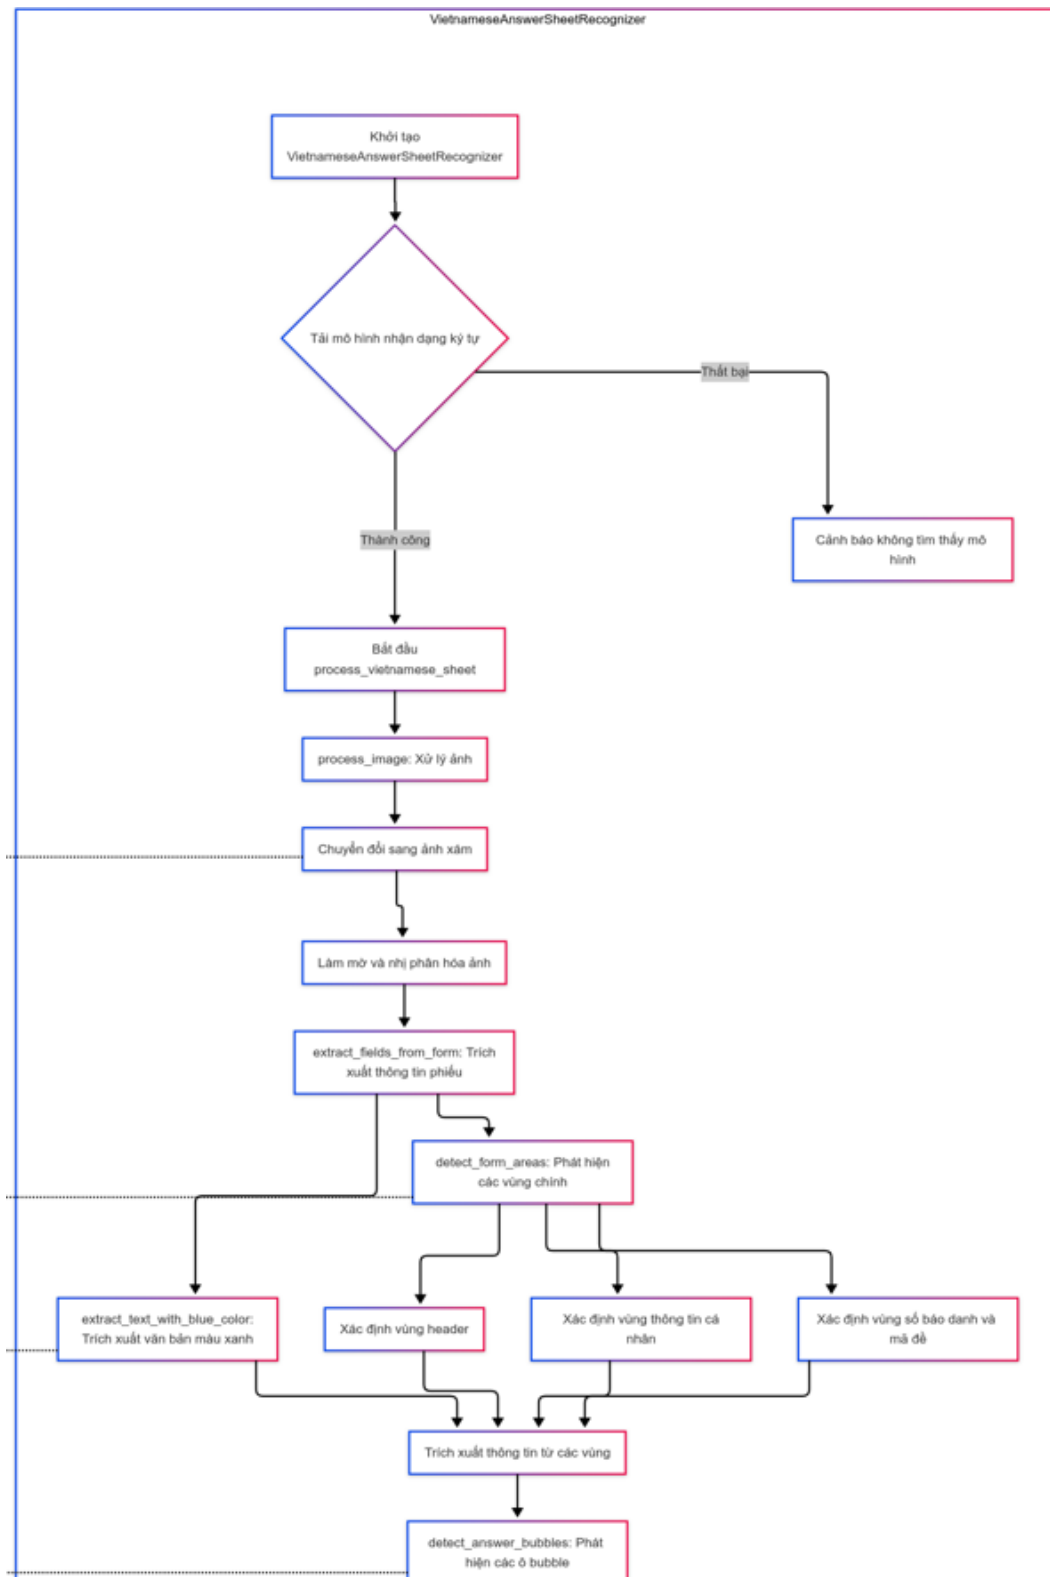 VietnameseAnswerSheetRecognizer
Khởi tạo
VietnameseAnswerSheetRecognizer
Tải mô hình nhận dạng ký tự
Thất bại
Thành công
Cảnh báo không tìm thấy mô
hình
Bắt đầu
process_vietnamese_sheet
process_image: Xử lý ảnh
Chuyển đổi sang ảnh xám
Làm mờ và nhị phân hóa ảnh
extract_fields_from_form: Trích
xuất thông tin phiếu
detect_form_areas: Phát hiện
các vùng chính
extract_text_with_blue_color:
Trích xuất văn bản màu xanh
Xác định vùng header
Xác định vùng thông tin cá
nhân
Xác định vùng số báo danh và
mã đề
Trích xuất thông tin từ các vùng
detect_answer_bubbles: Phát
hiện các ô bubble